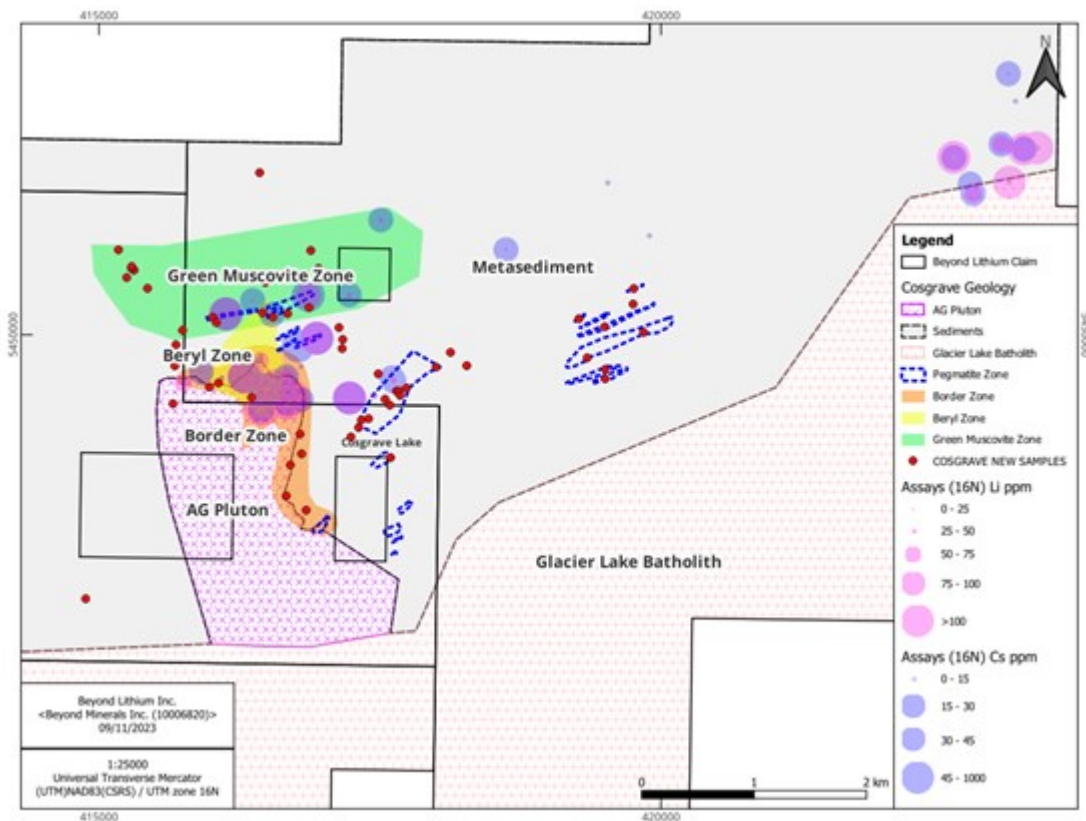 415000
420000
N
Green Muscovite Zone
Metasediment
5450000
5450000
Beryl Zone
Border Zone
Cosgrave Lake
AG Pluton
Glacier Lake Batholith
Legend
Beyond Lithium Claim
Cosgrave Geology
AG Pluton
Sediments
Glacier Lake Batholith
Pegmatite Zone
Border Zone
Beryl Zone
Green Muscovite Zone
COSGRAVE NEW SAMPLES
Assays (16N) Li ppm
0 - 25
25 - 50
50 - 75
75 - 100
>100
Assays (16N) Cs ppm
0 - 15
15 - 30
30 - 45
45 - 1000
Beyond Lithium Inc.
<Beyond Minerals Inc. (10006820)>
09/11/2023
1:25000
Universal Transverse Mercator
(UTM)NAD83(CSRS) / UTM zone 16N
0 1 2 km
415000
420000